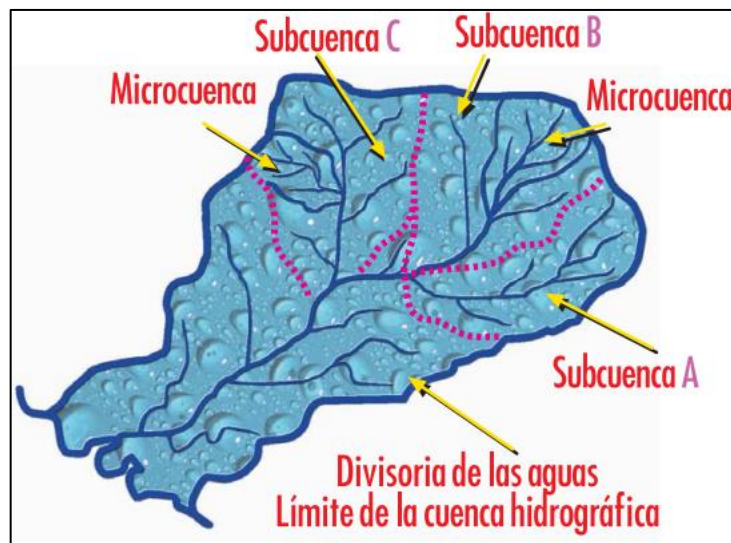 Subcuenca C
Subcuenca B
Microcuenca
Microcuenca
Subcuenca A
Divisoria de las aguas
Límite de la cuenca hidrográfica